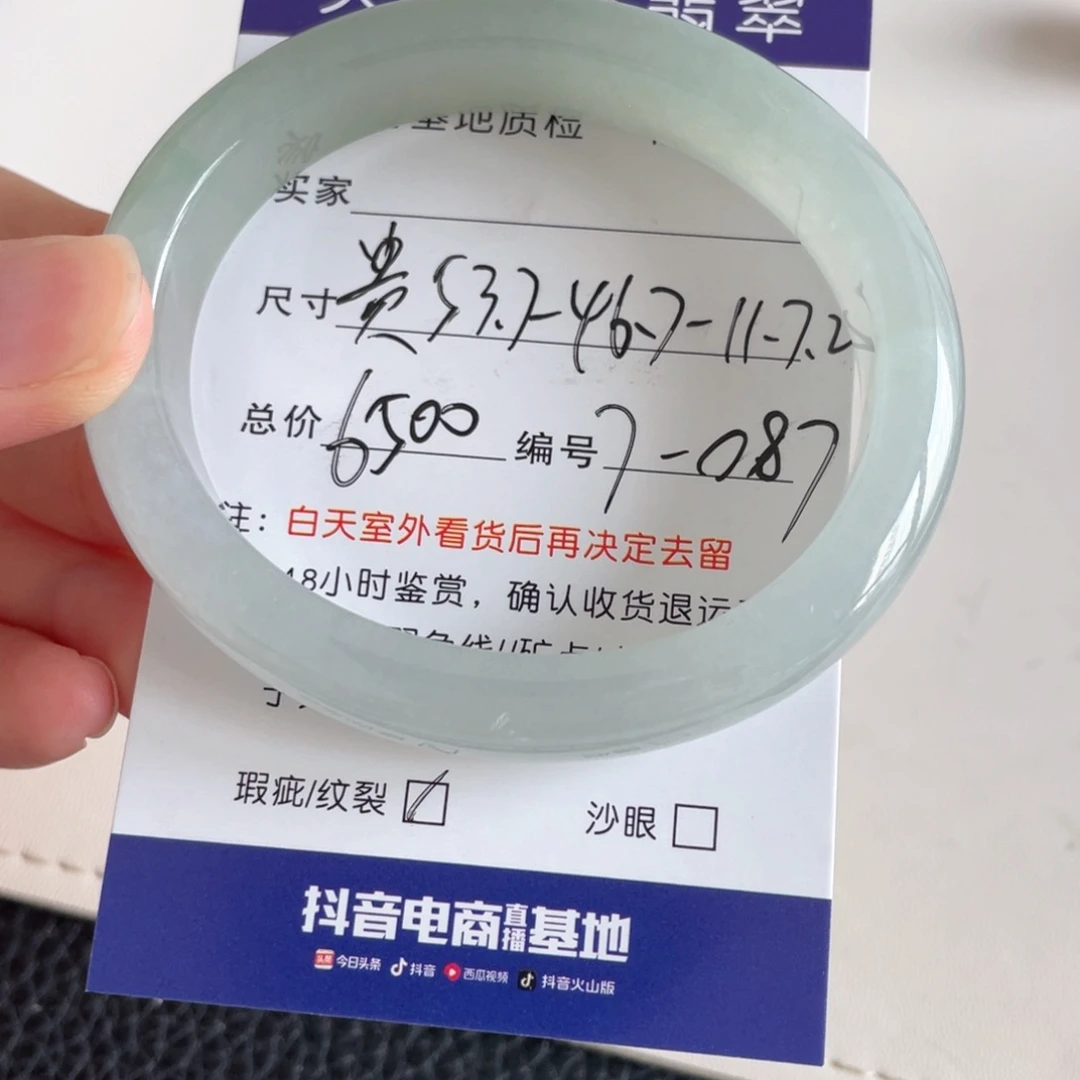 翡翠
基地质检
买家
尺寸 贵53.7-46.7-11-7.2
总价 6500 编号 7-087
注：白天室外看货后再决定去留
48小时鉴赏，确认收货退运
瑕疵/纹裂 沙眼
抖音电商直播基地
头条 今日头条 抖音 西瓜视频 抖音火山版